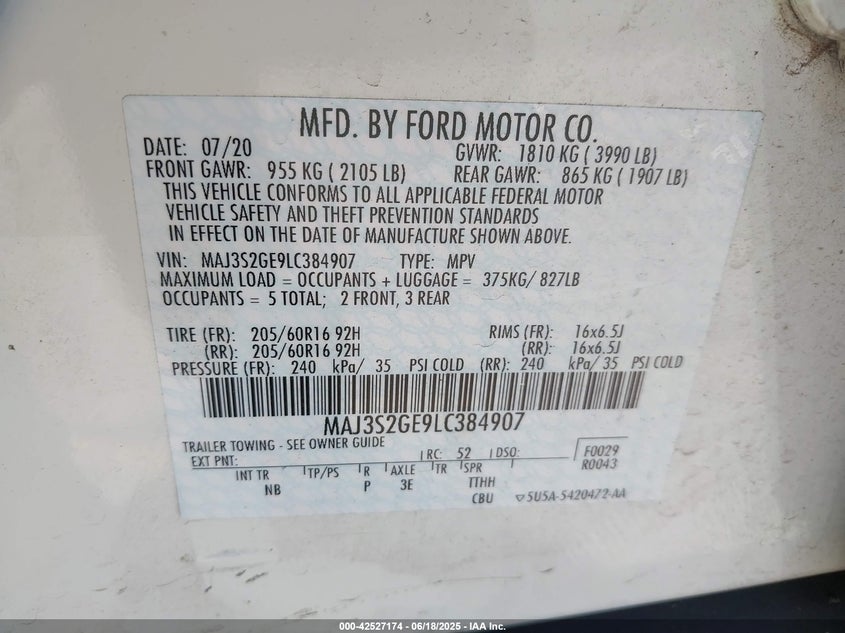 MFD. BY FORD MOTOR CO.
DATE: 07/20 GVWR: 1810 KG ( 3990 LB)
FRONT GAWR: 955 KG ( 2105 LB) REAR GAWR: 865 KG ( 1907 LB)
THIS VEHICLE CONFORMS TO ALL APPLICABLE FEDERAL MOTOR
VEHICLE SAFETY AND THEFT PREVENTION STANDARDS
IN EFFECT ON THE DATE OF MANUFACTURE SHOWN ABOVE.
VIN: MAJ3S2GE9LC384907 TYPE: MPV
MAXIMUM LOAD = OCCUPANTS + LUGGAGE = 375KG/ 827LB
OCCUPANTS = 5 TOTAL; 2 FRONT, 3 REAR
TIRE (FR): 205/60R16 92H RIMS (FR): 16x6.5J
(RR): 205/60R16 92H (RR): 16x6.5J
PRESSURE (FR): 240 kPa/ 35 PSI COLD (RR): 240 kPa/ 35 PSI COLD
MAJ3S2GE9LC384907
TRAILER TOWING - SEE OWNER GUIDE
EXT PNT: RC: 52 DSO: F0029
R0043
INT TR TP/PS R AXLE TR SPR
NB P 3E TTHH
CBU 5U5A-5420472-AA
000-42527174 - 06/18/2025 - IAA Inc.